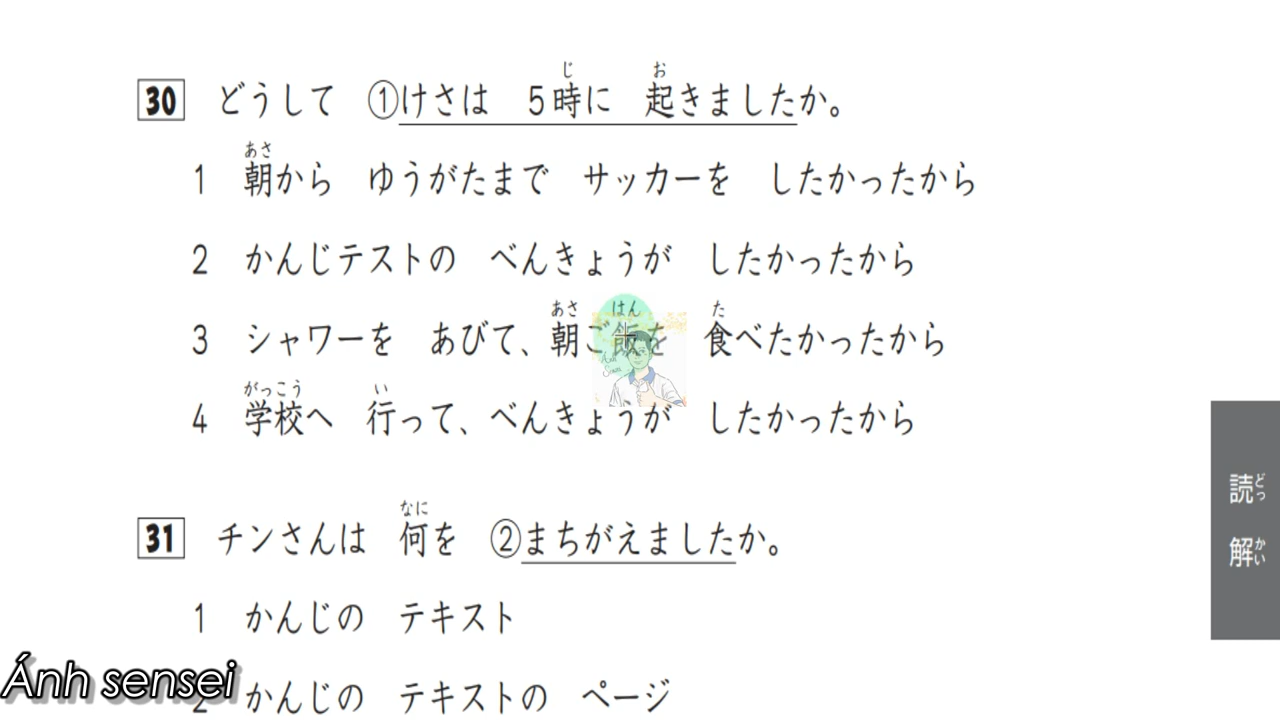 30 どうして ①けさは 5時に 起きましたか。
1 朝から ゆうがたまで サッカーを したかったから
2 かんじテストの べんきょうが したかったから
3 シャワーを あびて、朝ご飯を 食べたかったから
4 学校へ 行って、べんきょうが したかったから
31 チンさんは 何を ②まちがえましたか。
1 かんじの テキスト
2 かんじの テキストの ページ
読解
Ánh sensei